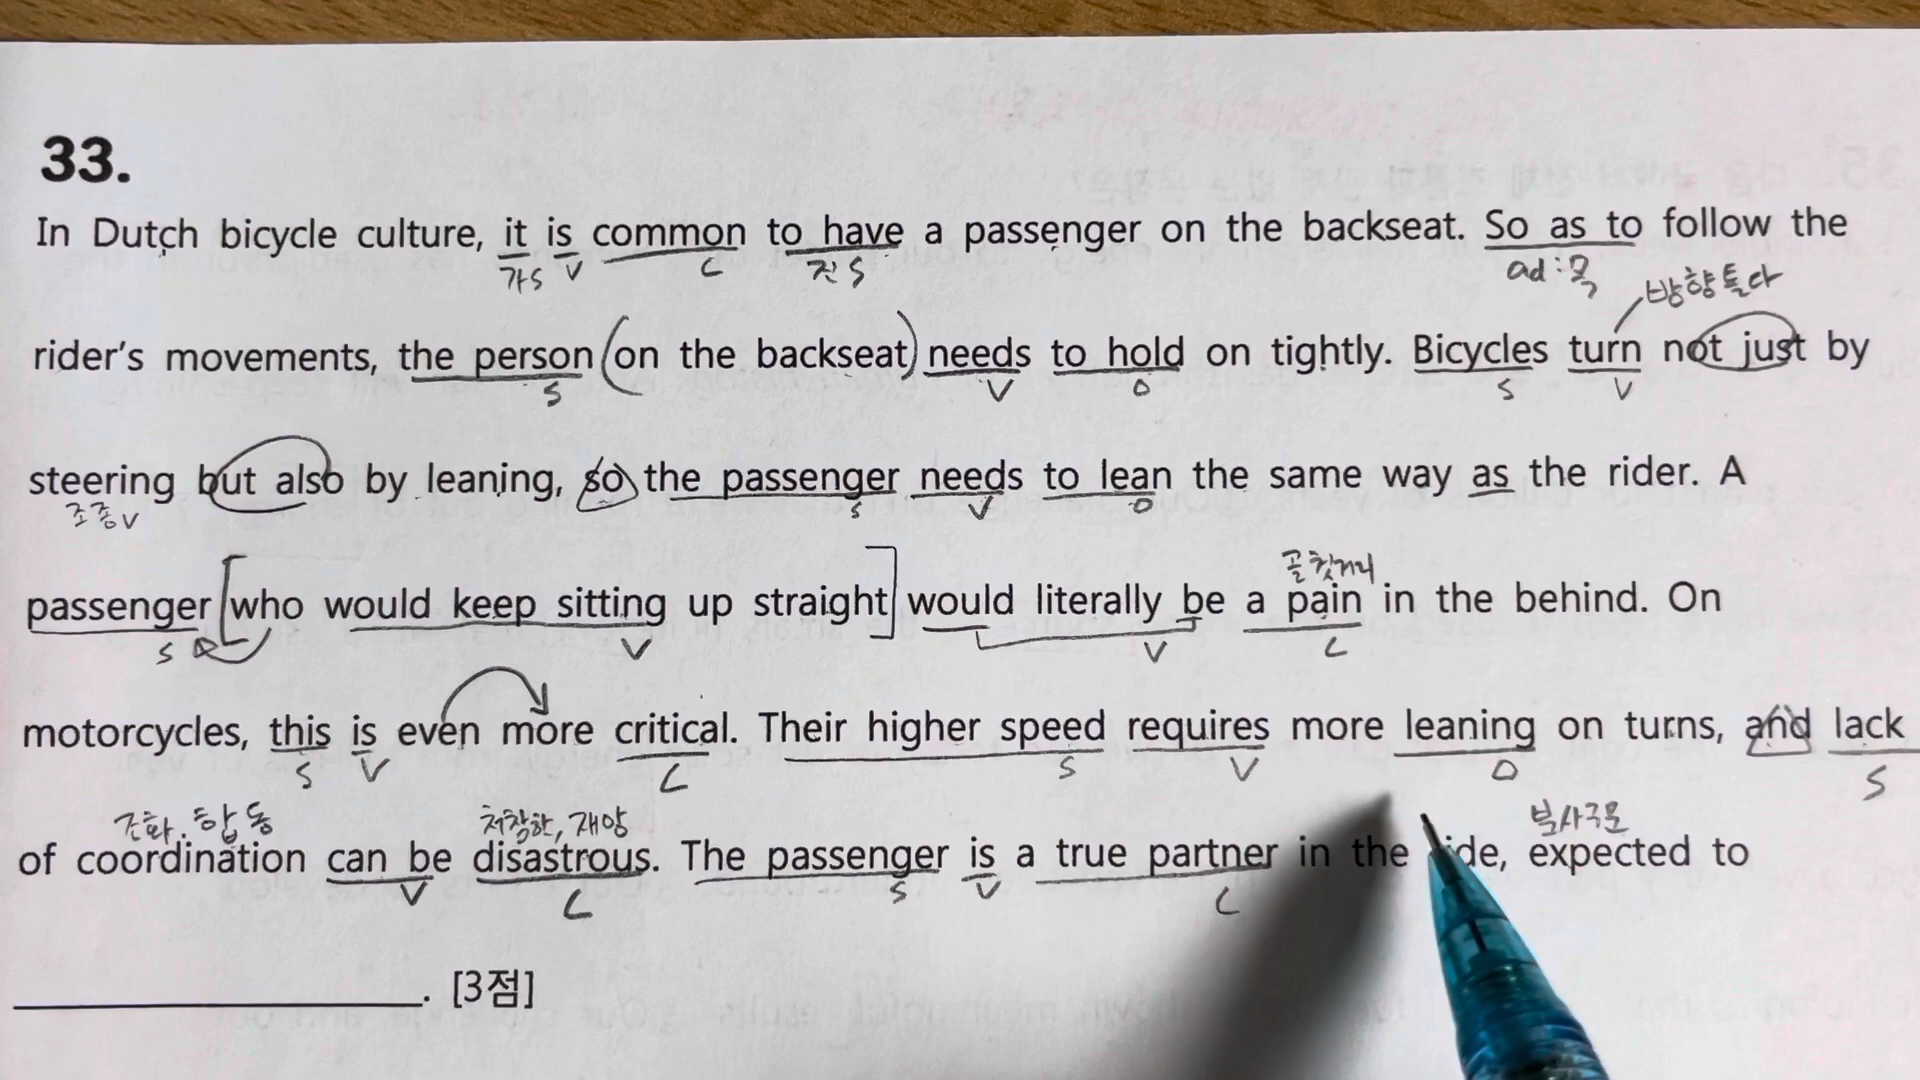 33.
In Dutch bicycle culture, it is common to have a passenger on the backseat. So as to follow the
가S V C 진S ad:목 방향틀다
rider's movements, the person (on the backseat) needs to hold on tightly. Bicycles turn not just by
S V O S V
steering but also by leaning, so the passenger needs to lean the same way as the rider. A
조종V S V O
골칫거리
passenger [who would keep sitting up straight] would literally be a pain in the behind. On
S V V C
motorcycles, this is even more critical. Their higher speed requires more leaning on turns, and lack
S V C S V O S
조화, 합동 처참한, 재앙 분사구문
of coordination can be disastrous. The passenger is a true partner in the ride, expected to
V C S V C
____________. [3점]